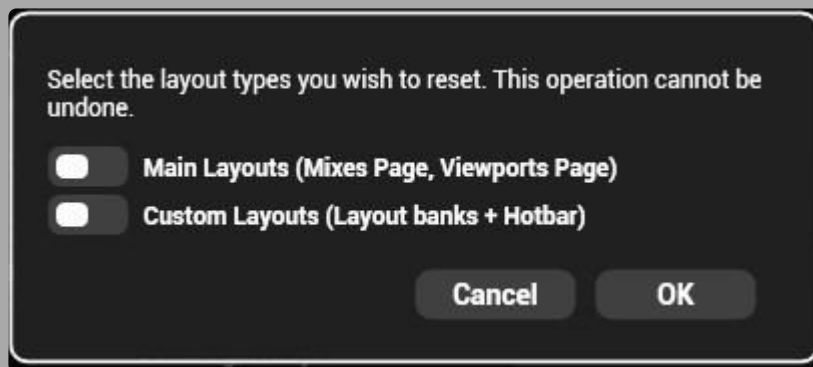 Select the layout types you wish to reset. This operation cannot be
undone.
Main Layouts (Mixes Page, Viewports Page)
Custom Layouts (Layout banks + Hotbar)
Cancel OK